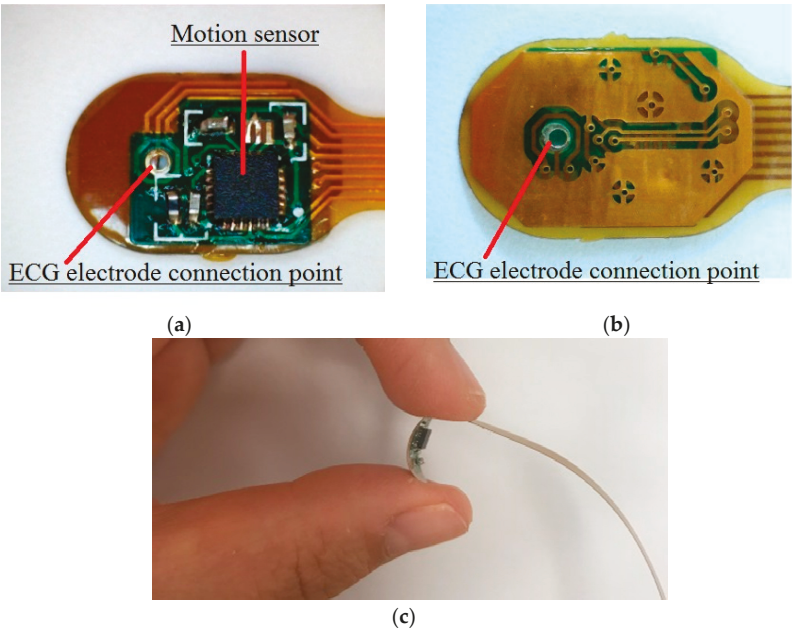 Motion sensor
ECG electrode connection point
ECG electrode connection point
(a)
(b)
(c)